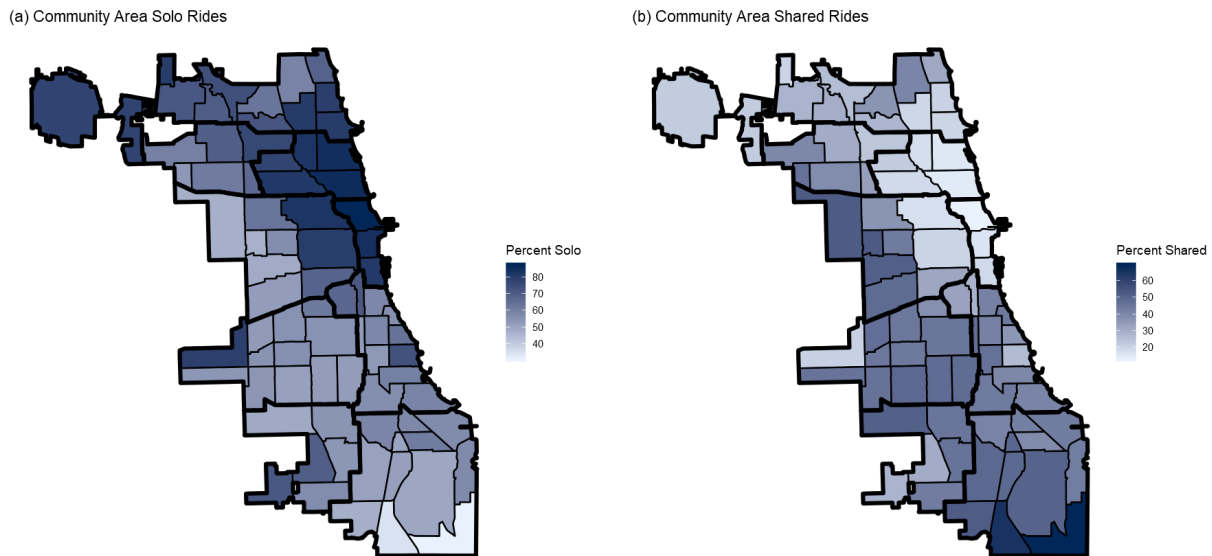 (a) Community Area Solo Rides
(b) Community Area Shared Rides
Percent Solo
80
70
60
50
40
Percent Shared
60
50
40
30
20